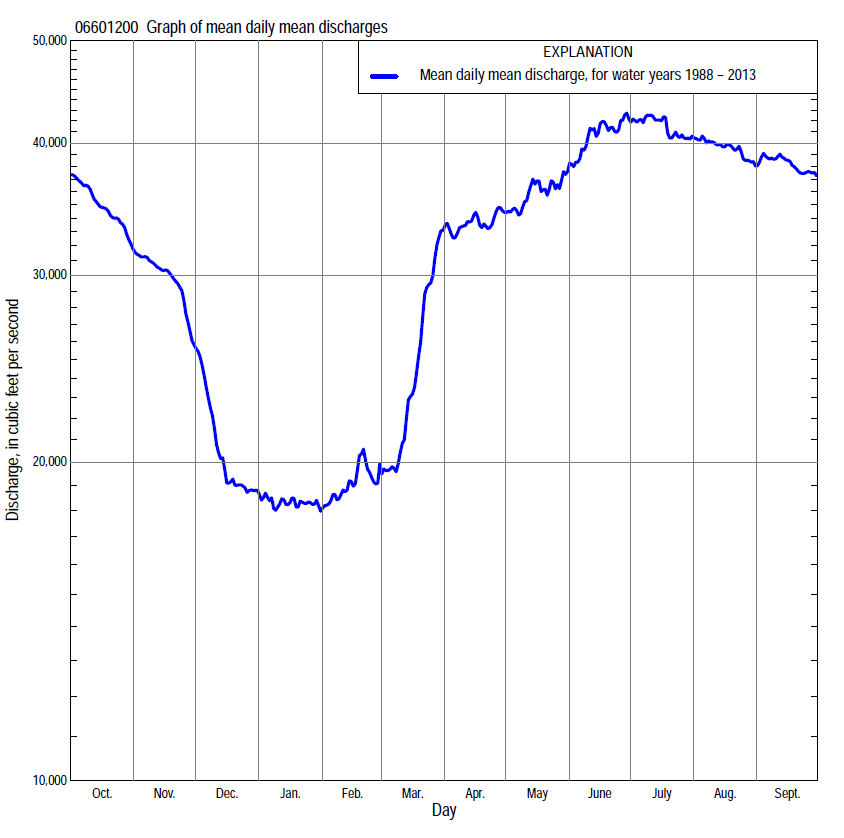 06601200 Graph of mean daily mean discharges
EXPLANATION
Mean daily mean discharge, for water years 1988 – 2013
Discharge, in cubic feet per second
50,000
40,000
30,000
20,000
10,000
Oct. Nov. Dec. Jan. Feb. Mar. Apr. May June July Aug. Sept.
Day